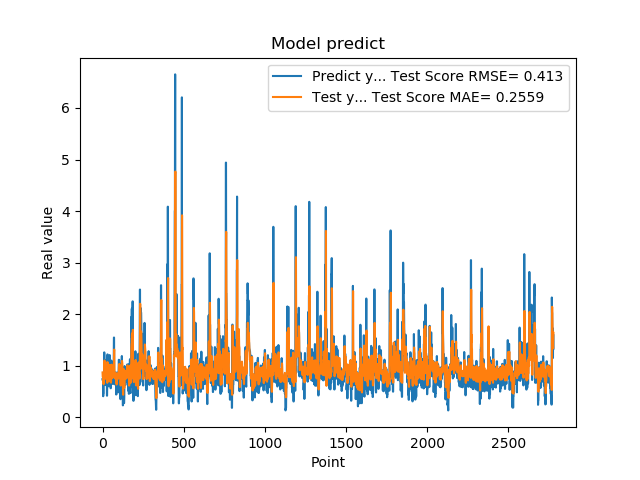 Model predict
Predict y... Test Score RMSE= 0.413
Test y... Test Score MAE= 0.2559
Real value
6
5
4
3
2
1
0
0 500 1000 1500 2000 2500
Point